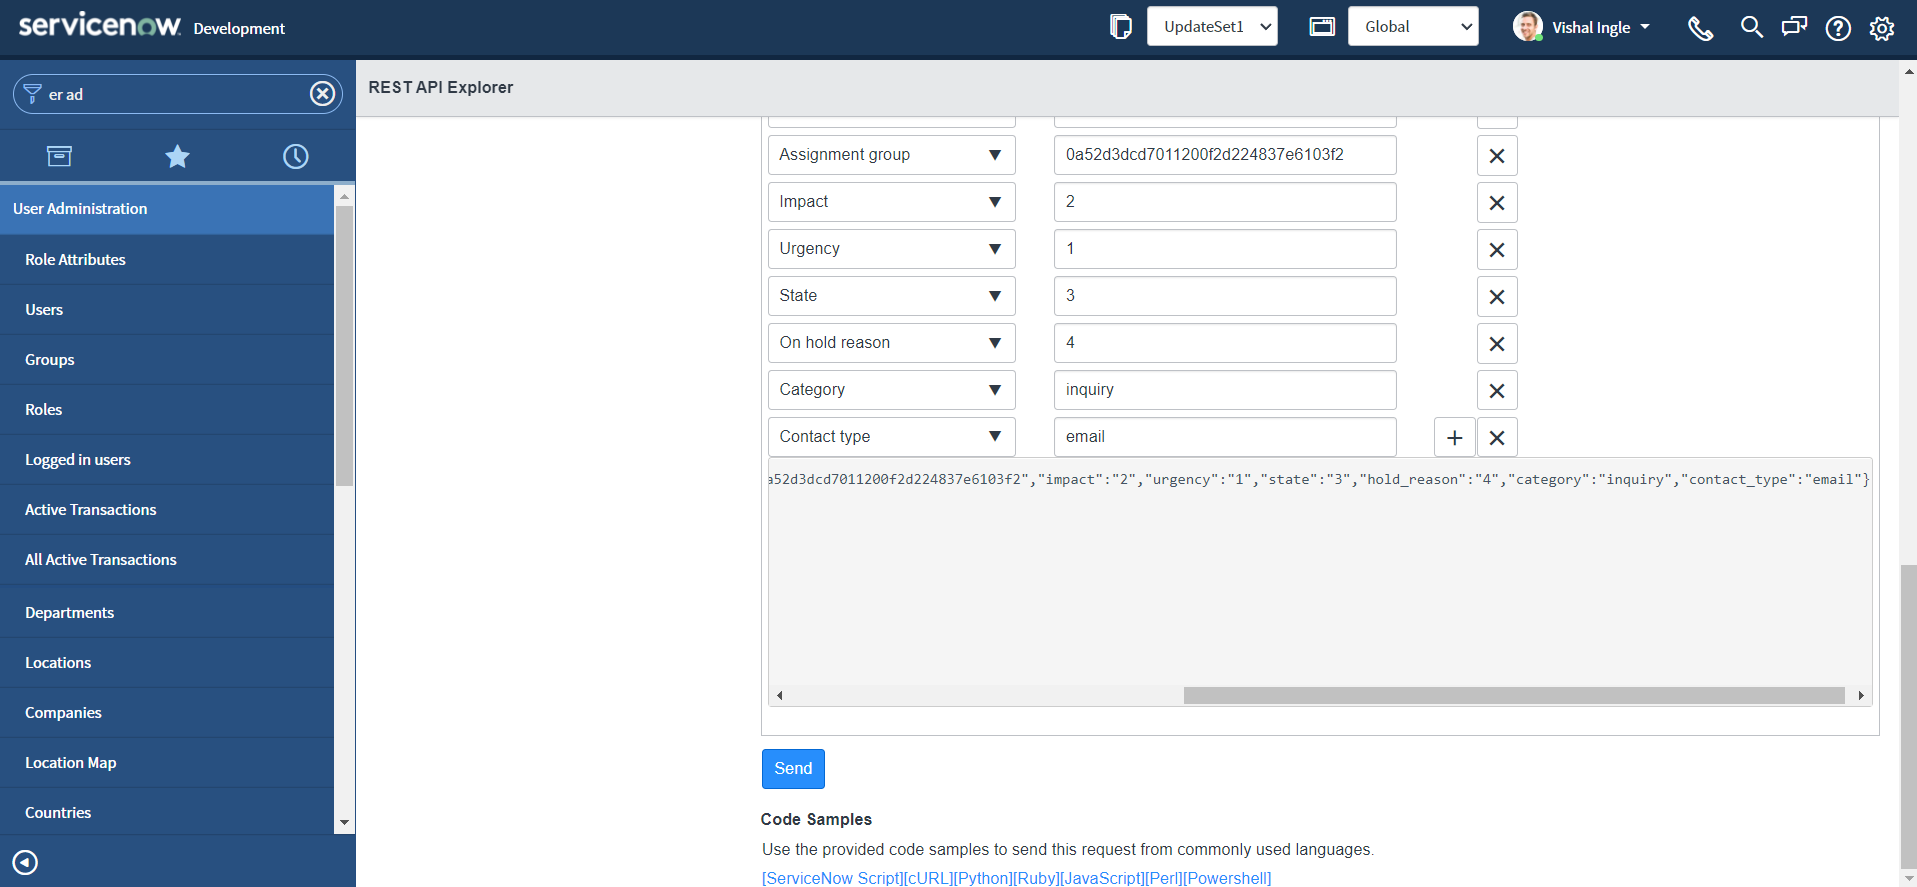 servicenow. Development
UpdateSet1
Global
Vishal Ingle
er ad
User Administration
Role Attributes
Users
Groups
Roles
Logged in users
Active Transactions
All Active Transactions
Departments
Locations
Companies
Location Map
Countries
REST API Explorer
Assignment group 0a52d3dcd7011200f2d224837e6103f2
Impact 2
Urgency 1
State 3
On hold reason 4
Category inquiry
Contact type email
a52d3dcd7011200f2d224837e6103f2","impact":"2","urgency":"1","state":"3","hold_reason":"4","category":"inquiry","contact_type":"email"}
Send
Code Samples
Use the provided code samples to send this request from commonly used languages.
[ServiceNow Script][cURL][Python][Ruby][JavaScript][Perl][Powershell]